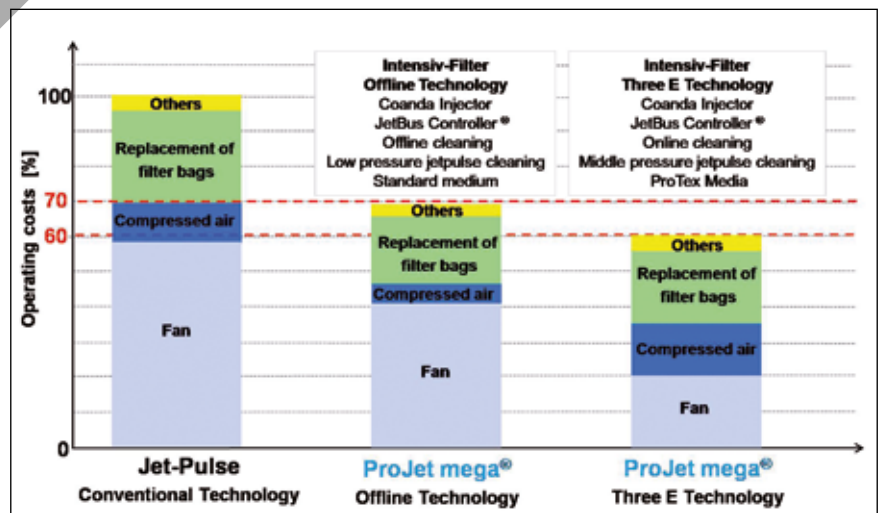 Operating costs [%]
100
70
60
0
Others
Replacement of
filter bags
Compressed air
Fan
Jet-Pulse
Conventional Technology
Intensiv-Filter
Offline Technology
Coanda Injector
JetBus Controller®
Offline cleaning
Low pressure jetpulse cleaning
Standard medium
Others
Replacement of
filter bags
Compressed air
Fan
ProJet mega®
Offline Technology
Intensiv-Filter
Three E Technology
Coanda Injector
JetBus Controller®
Online cleaning
Middle pressure jetpulse cleaning
ProTex Media
Others
Replacement of
filter bags
Compressed air
Fan
ProJet mega®
Three E Technology